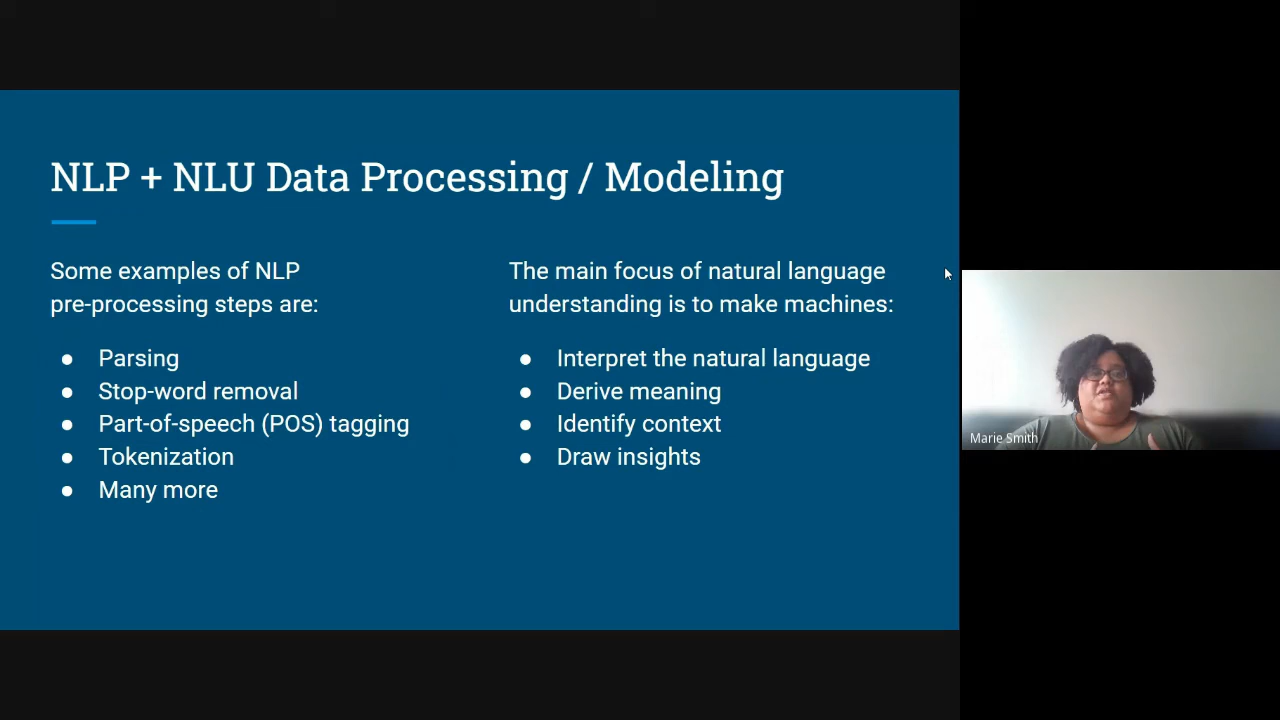 NLP + NLU Data Processing / Modeling
Some examples of NLP
pre-processing steps are:
● Parsing
● Stop-word removal
● Part-of-speech (POS) tagging
● Tokenization
● Many more
The main focus of natural language
understanding is to make machines:
● Interpret the natural language
● Derive meaning
● Identify context
● Draw insights
Marie Smith